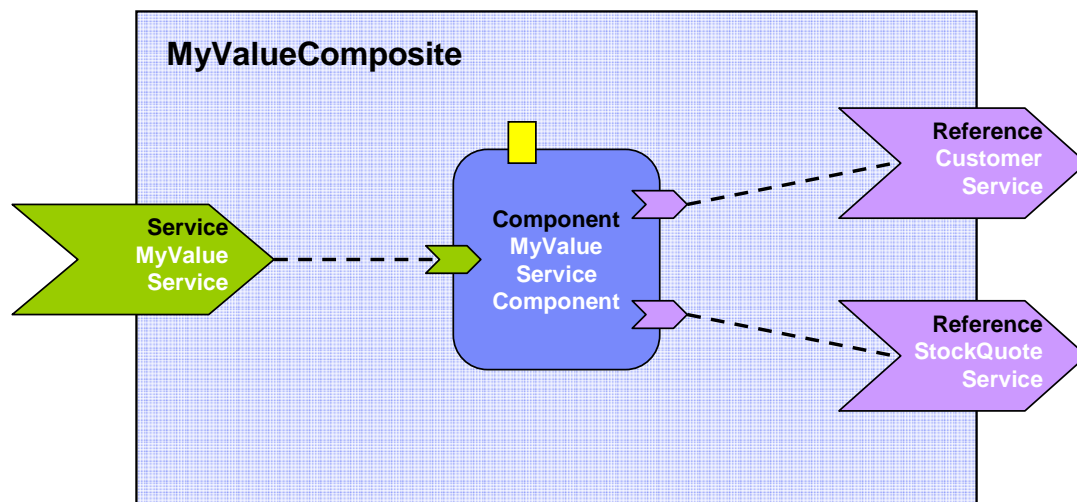 MyValueComposite
Service
MyValue
Service
Component
MyValue
Service
Component
Reference
Customer
Service
Reference
StockQuote
Service